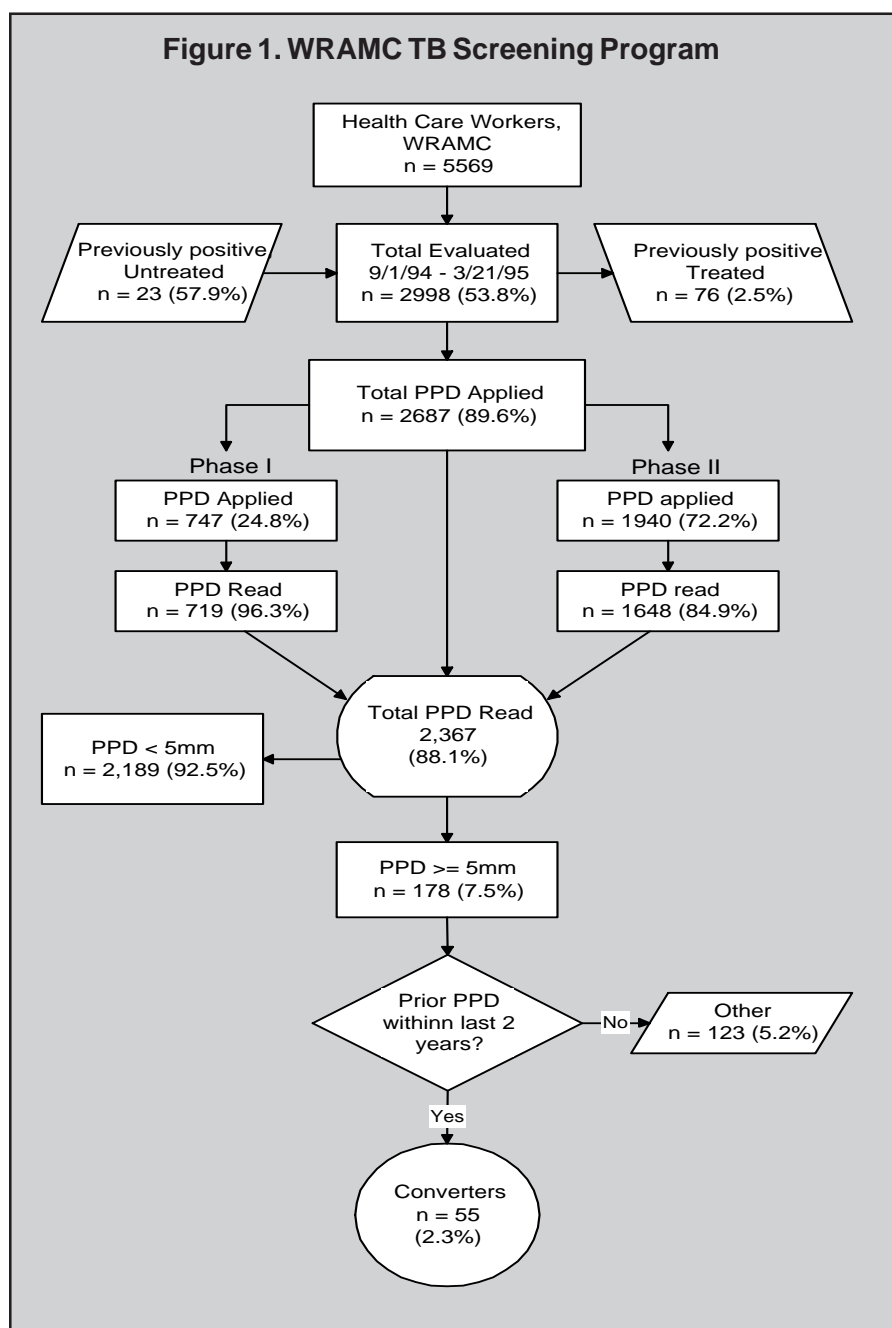 Figure 1. WRAMC TB Screening Program
Health Care Workers,
WRAMC
n = 5569
Previously positive,
Untreated
n = 23 (57.9%)
Total Evaluated
9/1/94 - 3/21/95
n = 2998 (53.8%)
Previously positive
Treated
n = 76 (2.5%)
Total PPD Applied
n = 2687 (89.6%)
Phase I
PPD Applied
n = 747 (24.8%)
PPD Read
n = 719 (96.3%)
Phase II
PPD applied
n = 1940 (72.2%)
PPD read
n = 1648 (84.9%)
Total PPD Read
2,367
(88.1%)
PPD < 5mm
n = 2,189 (92.5%)
PPD >= 5mm
n = 178 (7.5%)
Prior PPD
withinn last 2
years?
No
Other
n = 123 (5.2%)
Yes
Converters
n = 55
(2.3%)